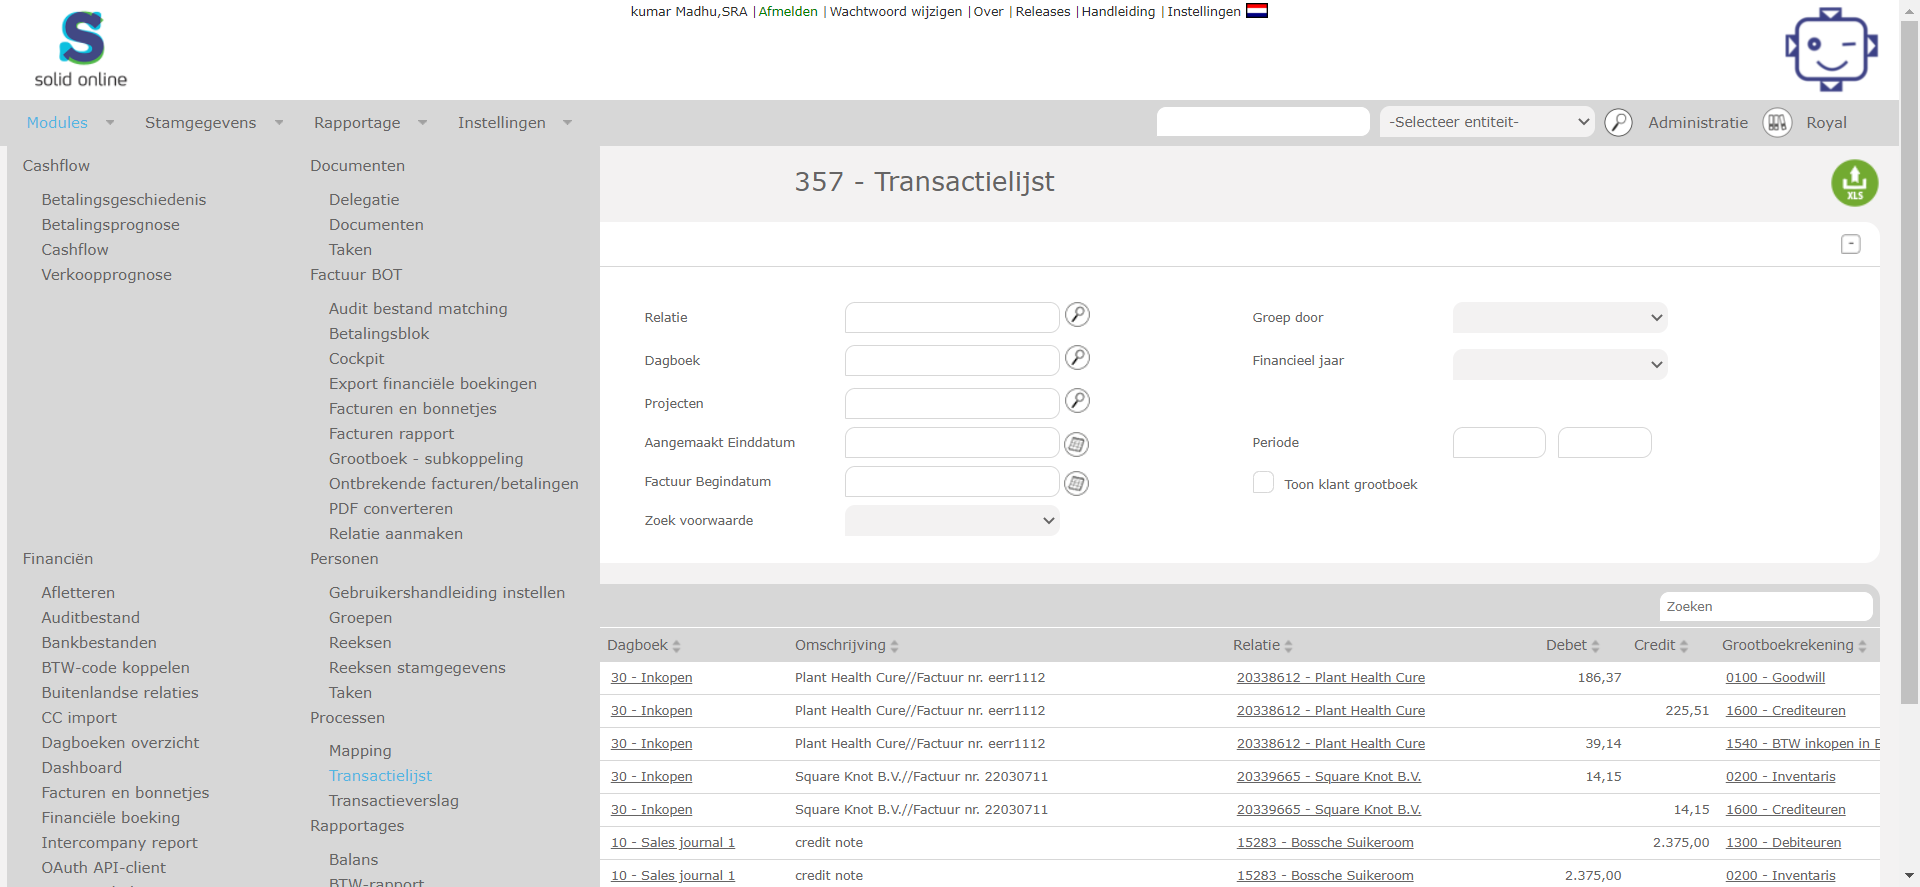 kumar Madhu,SRA |Afmelden |Wachtwoord wijzigen |Over |Releases |Handleiding |Instellingen
S
solid online
Modules Stamgegevens Rapportage Instellingen -Selecteer entiteit- Administratie Royal
Cashflow
Betalingsgeschiedenis
Betalingsprognose
Cashflow
Verkoopprognose
Financiën
Afletteren
Auditbestand
Bankbestanden
BTW-code koppelen
Buitenlandse relaties
CC import
Dagboeken overzicht
Dashboard
Facturen en bonnetjes
Financiële boeking
Intercompany report
OAuth API-client
Documenten
Delegatie
Documenten
Taken
Factuur BOT
Audit bestand matching
Betalingsblok
Cockpit
Export financiële boekingen
Facturen en bonnetjes
Facturen rapport
Grootboek - subkoppeling
Ontbrekende facturen/betalingen
PDF converteren
Relatie aanmaken
Personen
Gebruikershandleiding instellen
Groepen
Reeksen
Reeksen stamgegevens
Taken
Processen
Mapping
Transactielijst
Transactieverslag
Rapportages
Balans
BTW-rapport
357 - Transactielijst
XLS
-
Relatie Groep door
Dagboek Financieel jaar
Projecten
Aangemaakt Einddatum Periode
Factuur Begindatum Toon klant grootboek
Zoek voorwaarde
Zoeken
Dagboek Omschrijving Relatie Debet Credit Grootboekrekening
30 - Inkopen Plant Health Cure//Factuur nr. eerr1112 20338612 - Plant Health Cure 186,37 0100 - Goodwill
30 - Inkopen Plant Health Cure//Factuur nr. eerr1112 20338612 - Plant Health Cure 225,51 1600 - Crediteuren
30 - Inkopen Plant Health Cure//Factuur nr. eerr1112 20338612 - Plant Health Cure 39,14 1540 - BTW inkopen in
30 - Inkopen Square Knot B.V.//Factuur nr. 22030711 20339665 - Square Knot B.V. 14,15 0200 - Inventaris
30 - Inkopen Square Knot B.V.//Factuur nr. 22030711 20339665 - Square Knot B.V. 14,15 1600 - Crediteuren
10 - Sales journal 1 credit note 15283 - Bossche Suikeroom 2.375,00 1300 - Debiteuren
10 - Sales journal 1 credit note 15283 - Bossche Suikeroom 2.375,00 0200 - Inventaris